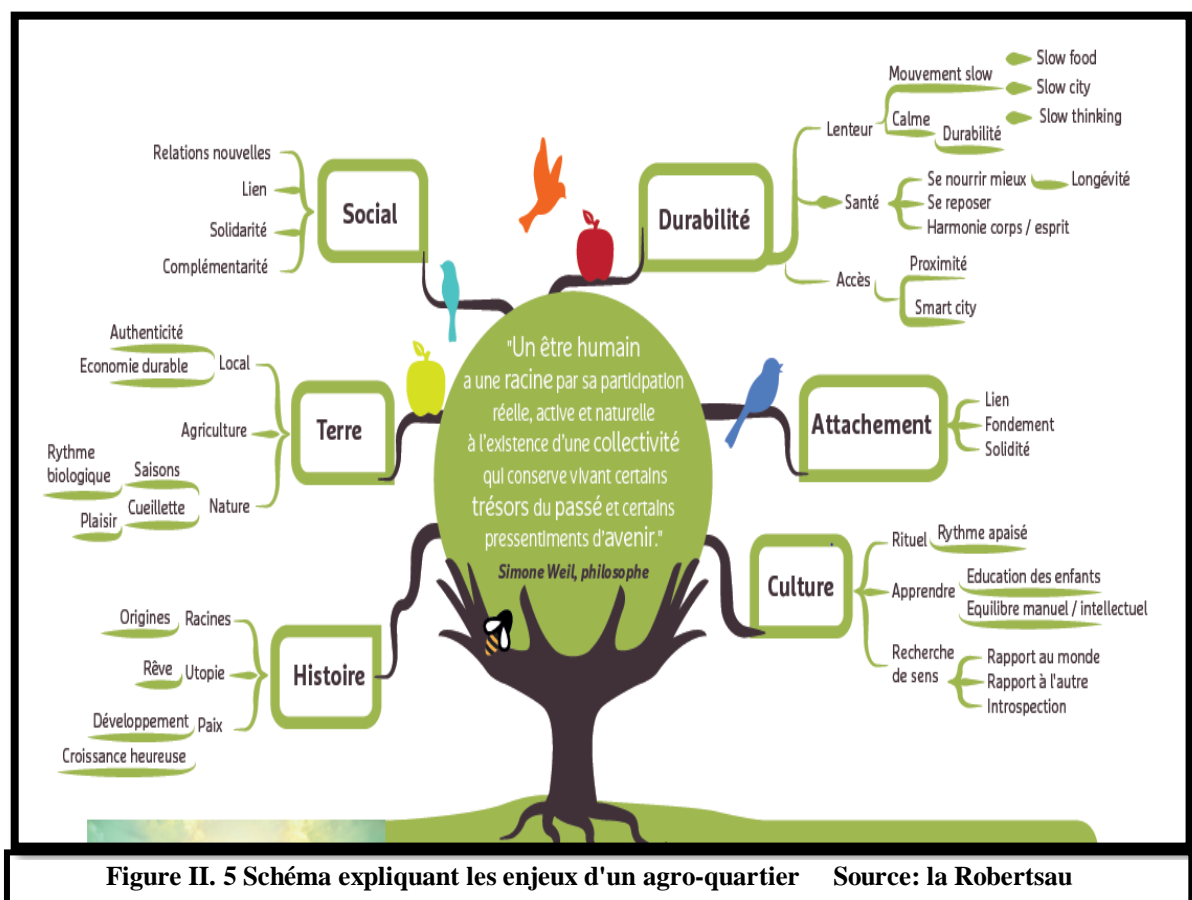 Social
Relations nouvelles
Lien
Solidarité
Complémentarité
Durabilité
Lenteur
Mouvement slow
Slow food
Slow city
Slow thinking
Calme
Durabilité
Santé
Se nourrir mieux
Longévité
Se reposer
Harmonie corps / esprit
Accès
Proximité
Smart city
"Un être humain
a une racine par sa participation
réelle, active et naturelle
à l'existence d'une collectivité
qui conserve vivant certains
trésors du passé et certains
pressentiments d'avenir."
Simone Weil, philosophe
Terre
Local
Authenticité
Economie durable
Agriculture
Nature
Saisons
Rythme
biologique
Cueillette
Plaisir
Attachement
Lien
Fondement
Solidité
Histoire
Racines
Origines
Utopie
Rêve
Paix
Développement
Croissance heureuse
Culture
Rituel
Rythme apaisé
Apprendre
Education des enfants
Equilibre manuel / intellectuel
Recherche
de sens
Rapport au monde
Rapport à l'autre
Introspection
Figure II. 5 Schéma expliquant les enjeux d'un agro-quartier Source: la Robertsau